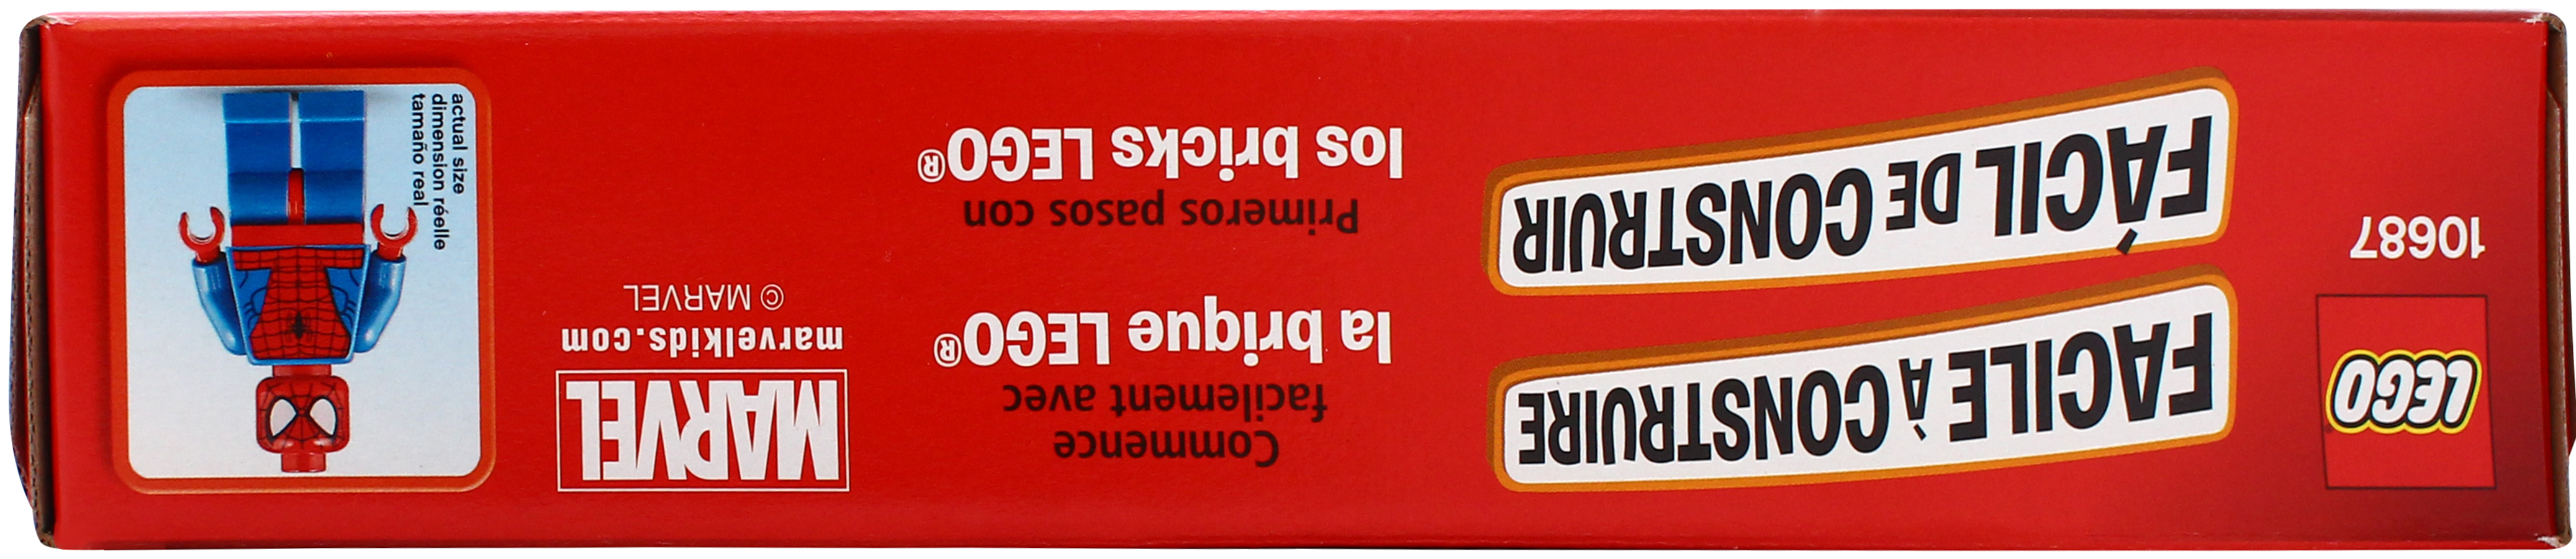 LEGO
10687
FACILE À CONSTRUIRE
FÁCIL DE CONSTRUIR
Commence
facilement avec
la brique LEGO®
Primeros pasos con
los bricks LEGO®
MARVEL
marvelkids.com
© MARVEL
actual size
dimension réelle
tamaño real